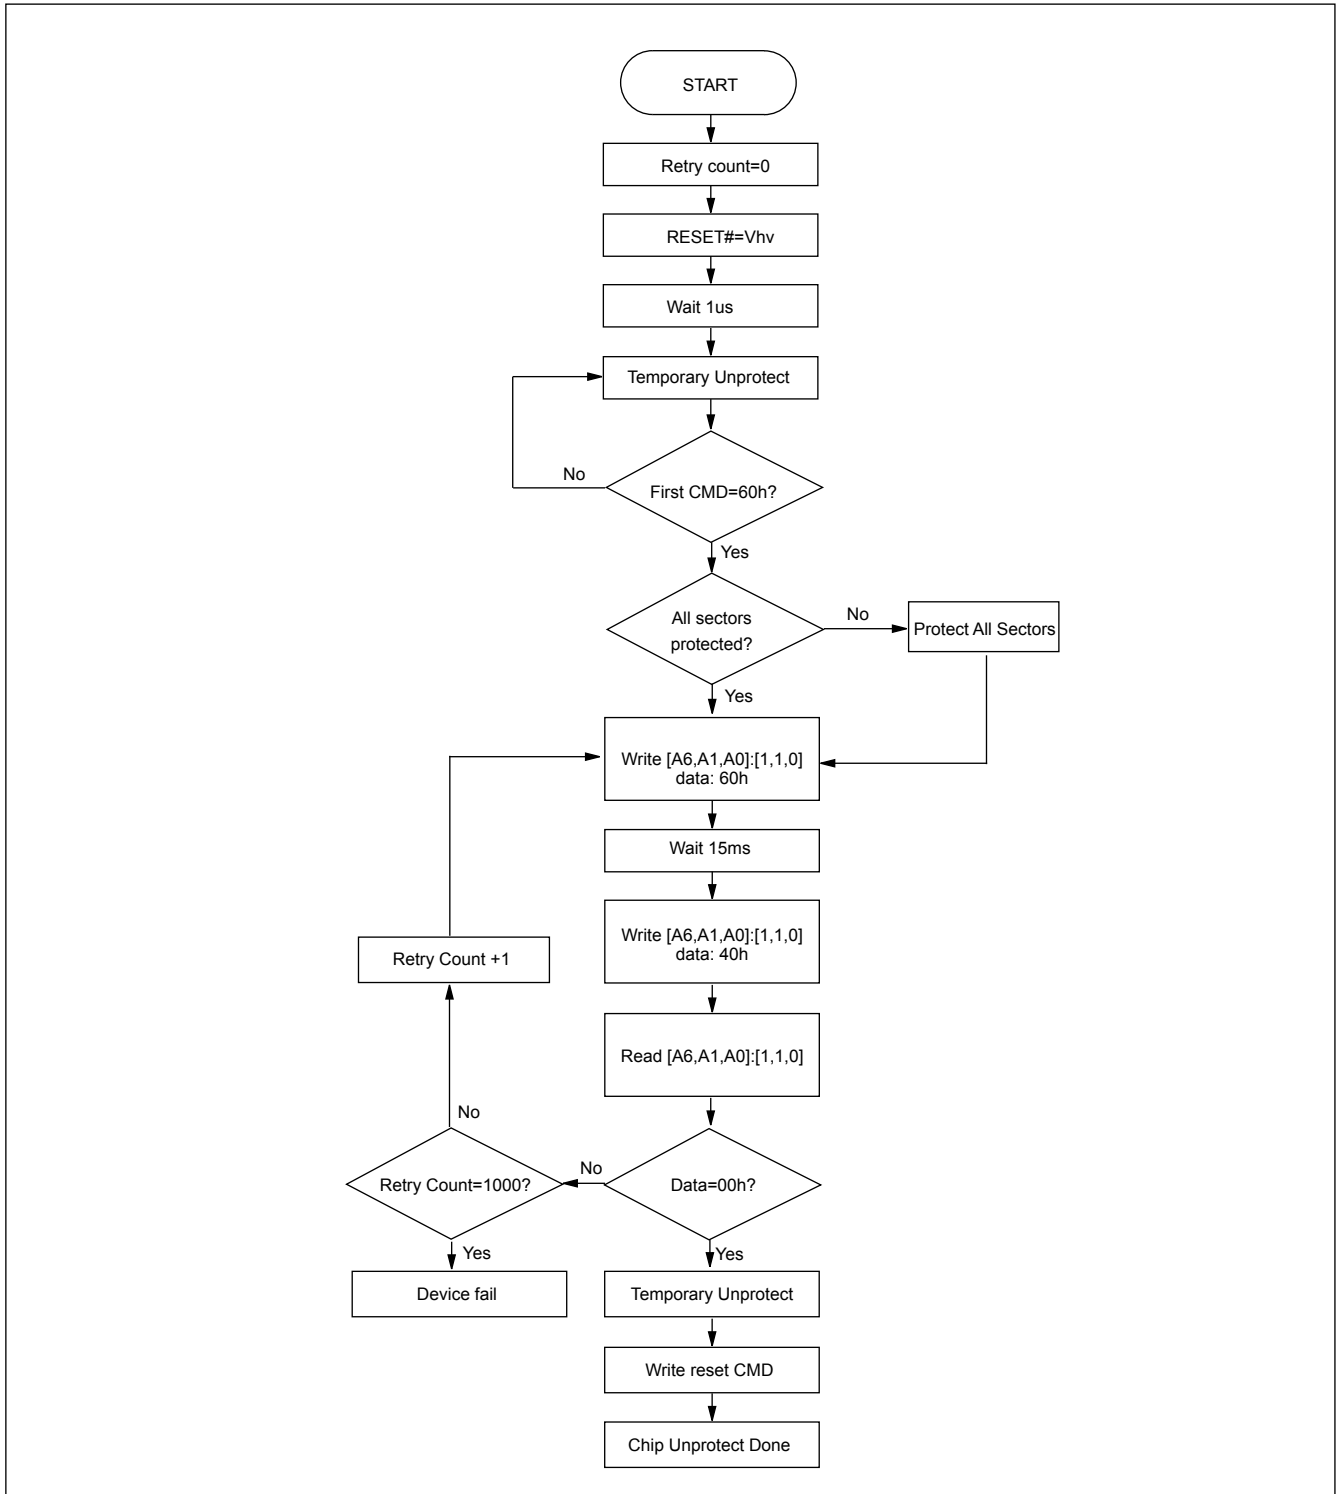 START
Retry count=0
RESET#=Vhv
Wait 1us
Temporary Unprotect
No
First CMD=60h?
Yes
All sectors
protected?
No
Protect All Sectors
Yes
Write [A6,A1,A0]:[1,1,0]
data: 60h
Wait 15ms
Write [A6,A1,A0]:[1,1,0]
data: 40h
Retry Count +1
Read [A6,A1,A0]:[1,1,0]
No
No
Retry Count=1000?
Data=00h?
Yes
Yes
Device fail
Temporary Unprotect
Write reset CMD
Chip Unprotect Done